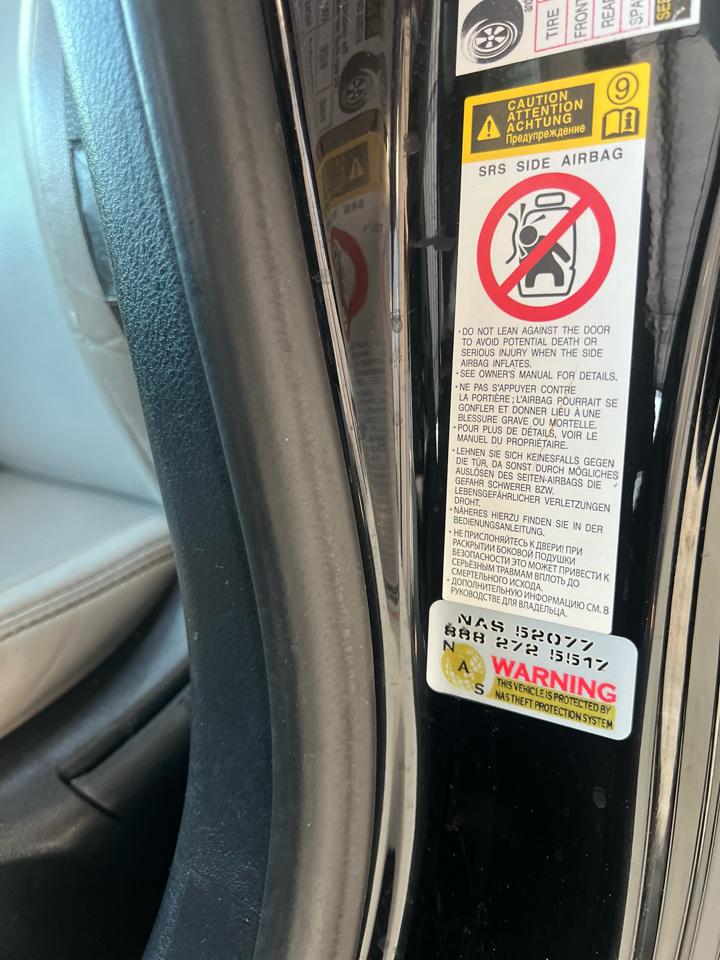 and
TIRE
FRONT
REAR
SPA
CAUTION
ATTENTION
ACHTUNG
Предупреждение
9
SRS SIDE AIRBAG
・DO NOT LEAN AGAINST THE DOOR
TO AVOID POTENTIAL DEATH OR
SERIOUS INJURY WHEN THE SIDE
AIRBAG INFLATES.
・SEE OWNER'S MANUAL FOR DETAILS.
・NE PAS S'APPUYER CONTRE
LA PORTIÈRE ; L'AIRBAG POURRAIT SE
GONFLER ET DONNER LIEU À UNE
BLESSURE GRAVE OU MORTELLE.
・POUR PLUS DE DÉTAILS, VOIR LE
MANUEL DU PROPRIÉTAIRE.
・LEHNEN SIE SICH KEINESFALLS GEGEN
DIE TÜR, DA SONST DURCH MÖGLICHES
AUSLÖSEN DES SEITEN-AIRBAGS DIE
GEFAHR SCHWERER BZW.
LEBENSGEFÄHRLICHER VERLETZUNGEN
DROHT.
・NÄHERES HIERZU FINDEN SIE IN DER
BEDIENUNGSANLEITUNG.
・НЕ ПРИСЛОНЯЙТЕСЬ К ДВЕРИ! ПРИ
РАСКРЫТИИ БОКОВОЙ ПОДУШКИ
БЕЗОПАСНОСТИ ЭТО МОЖЕТ ПРИВЕСТИ К
СЕРЬЁЗНЫМ ТРАВМАМ ВПЛОТЬ ДО
СМЕРТЕЛЬНОГО ИСХОДА.
・ДОПОЛНИТЕЛЬНУЮ ИНФОРМАЦИЮ СМ. В
РУКОВОДСТВЕ ДЛЯ ВЛАДЕЛЬЦА.
NAS 52077
888 272 5517
N A S
WARNING
THIS VEHICLE IS PROTECTED BY
NAS THEFT PROTECTION SYSTEM